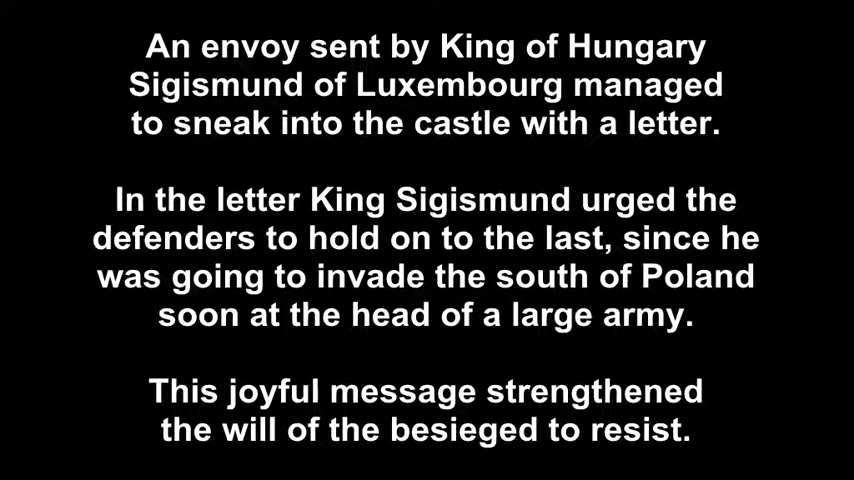 An envoy sent by King of Hungary
Sigismund of Luxembourg managed
to sneak into the castle with a letter.
In the letter King Sigismund urged the
defenders to hold on to the last, since he
was going to invade the south of Poland
soon at the head of a large army.
This joyful message strengthened
the will of the besieged to resist.